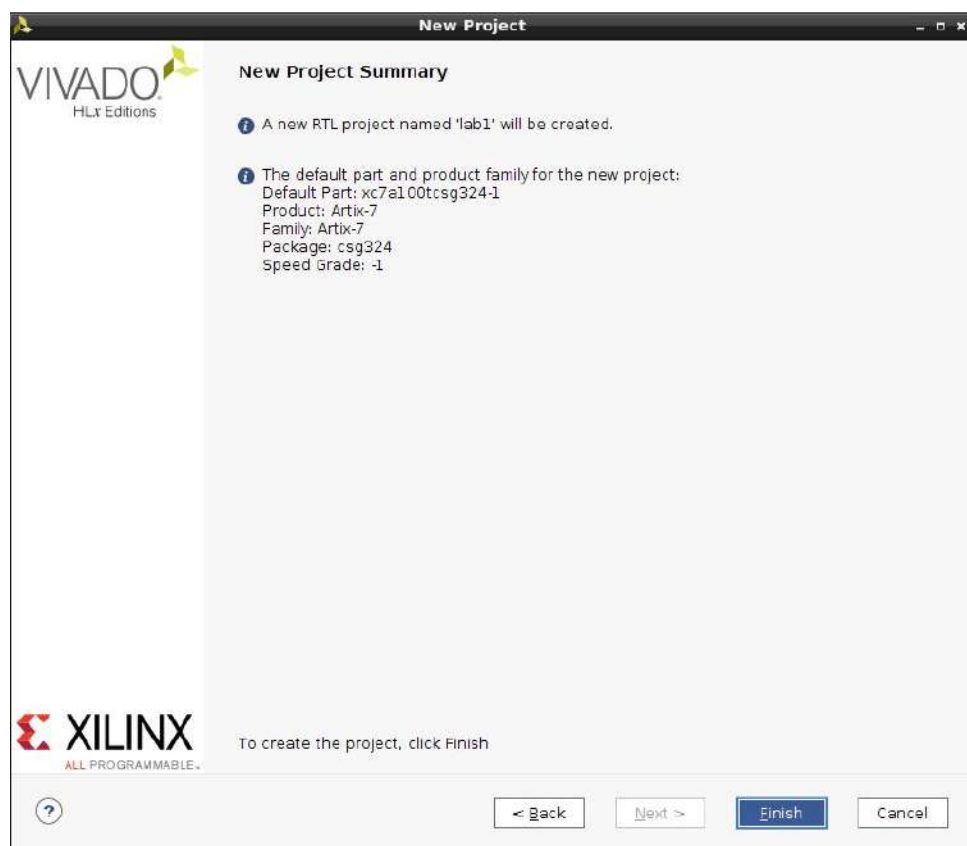 New Project
VIVADO
HLx Editions
New Project Summary
A new RTL project named 'lab1' will be created.
The default part and product family for the new project:
Default Part: xc7a100tcsg324-1
Product: Artix-7
Family: Artix-7
Package: csg324
Speed Grade: -1
XILINX
ALL PROGRAMMABLE.
To create the project, click Finish
?
< Back
Next >
Finish
Cancel